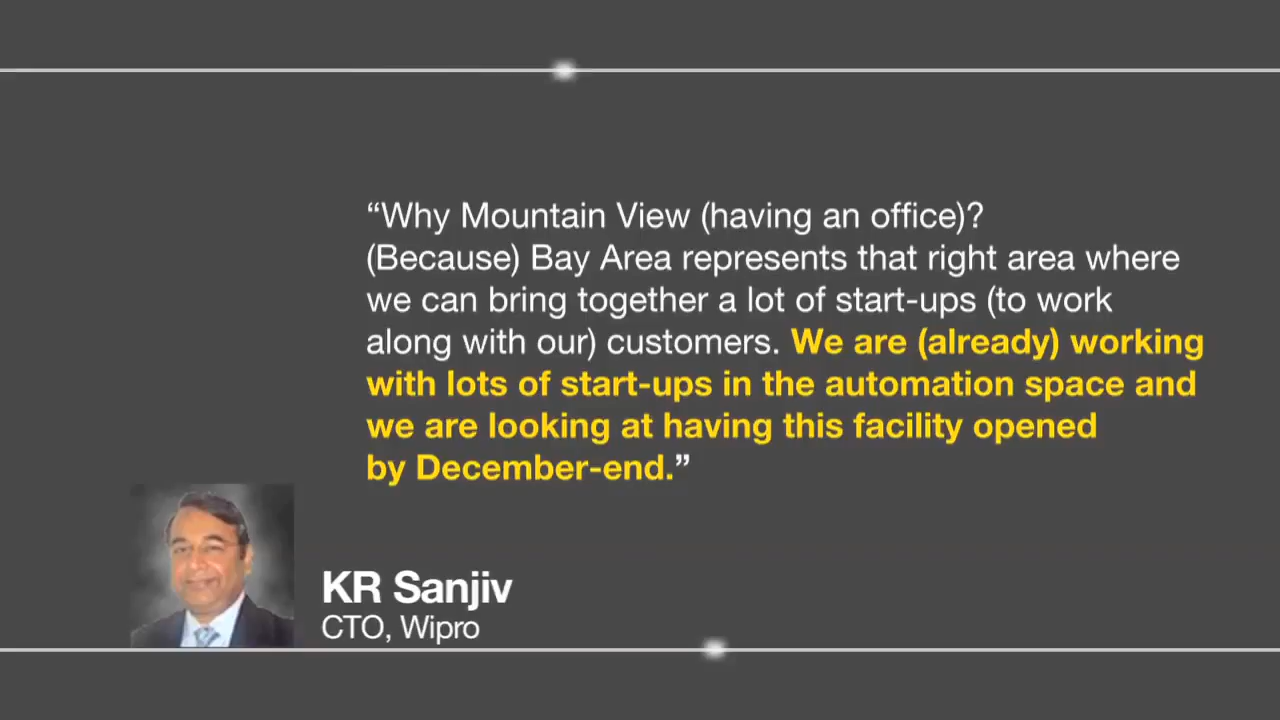 “Why Mountain View (having an office)?
(Because) Bay Area represents that right area where
we can bring together a lot of start-ups (to work
along with our) customers. We are (already) working
with lots of start-ups in the automation space and
we are looking at having this facility opened
by December-end.”
KR Sanjiv
CTO, Wipro